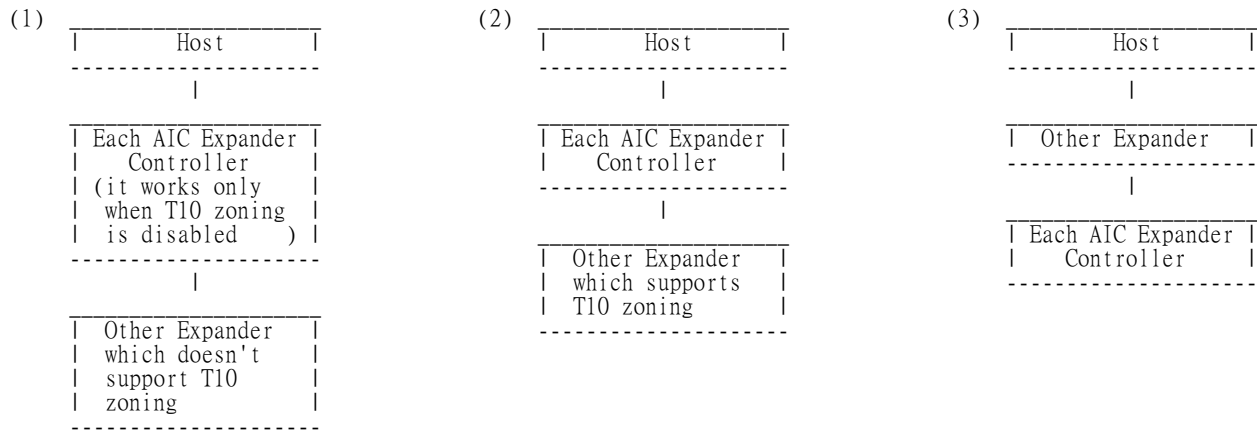 (1)
Host
Each AIC Expander
Controller
(it works only
when T10 zoning
is disabled )
Other Expander
which doesn't
support T10
zoning
(2)
Host
Each AIC Expander
Controller
Other Expander
which supports
T10 zoning
(3)
Host
Other Expander
Each AIC Expander
Controller